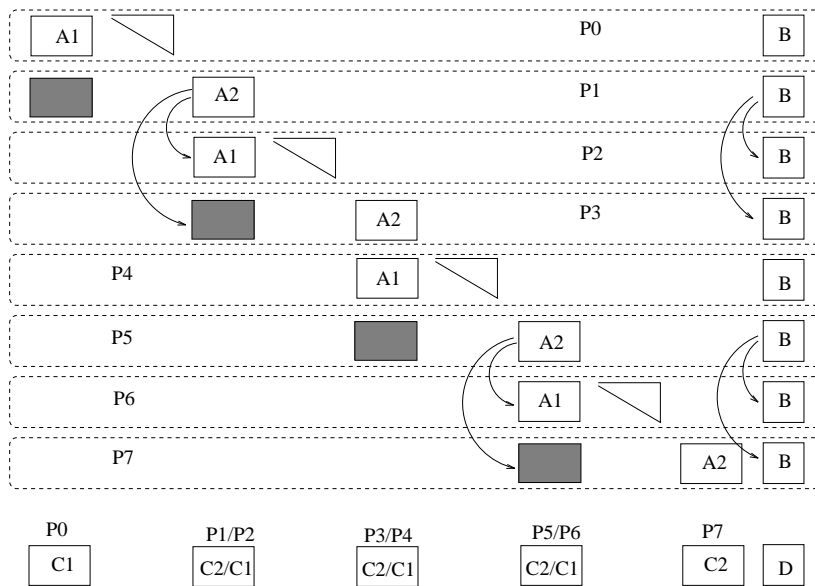 A1 P0 B
A2 P1 B
A1 P2 B
A2 P3 B
P4 A1 B
P5 A2 B
P6 A1 B
P7 A2 B
P0 P1/P2 P3/P4 P5/P6 P7
C1 C2/C1 C2/C1 C2/C1 C2 D